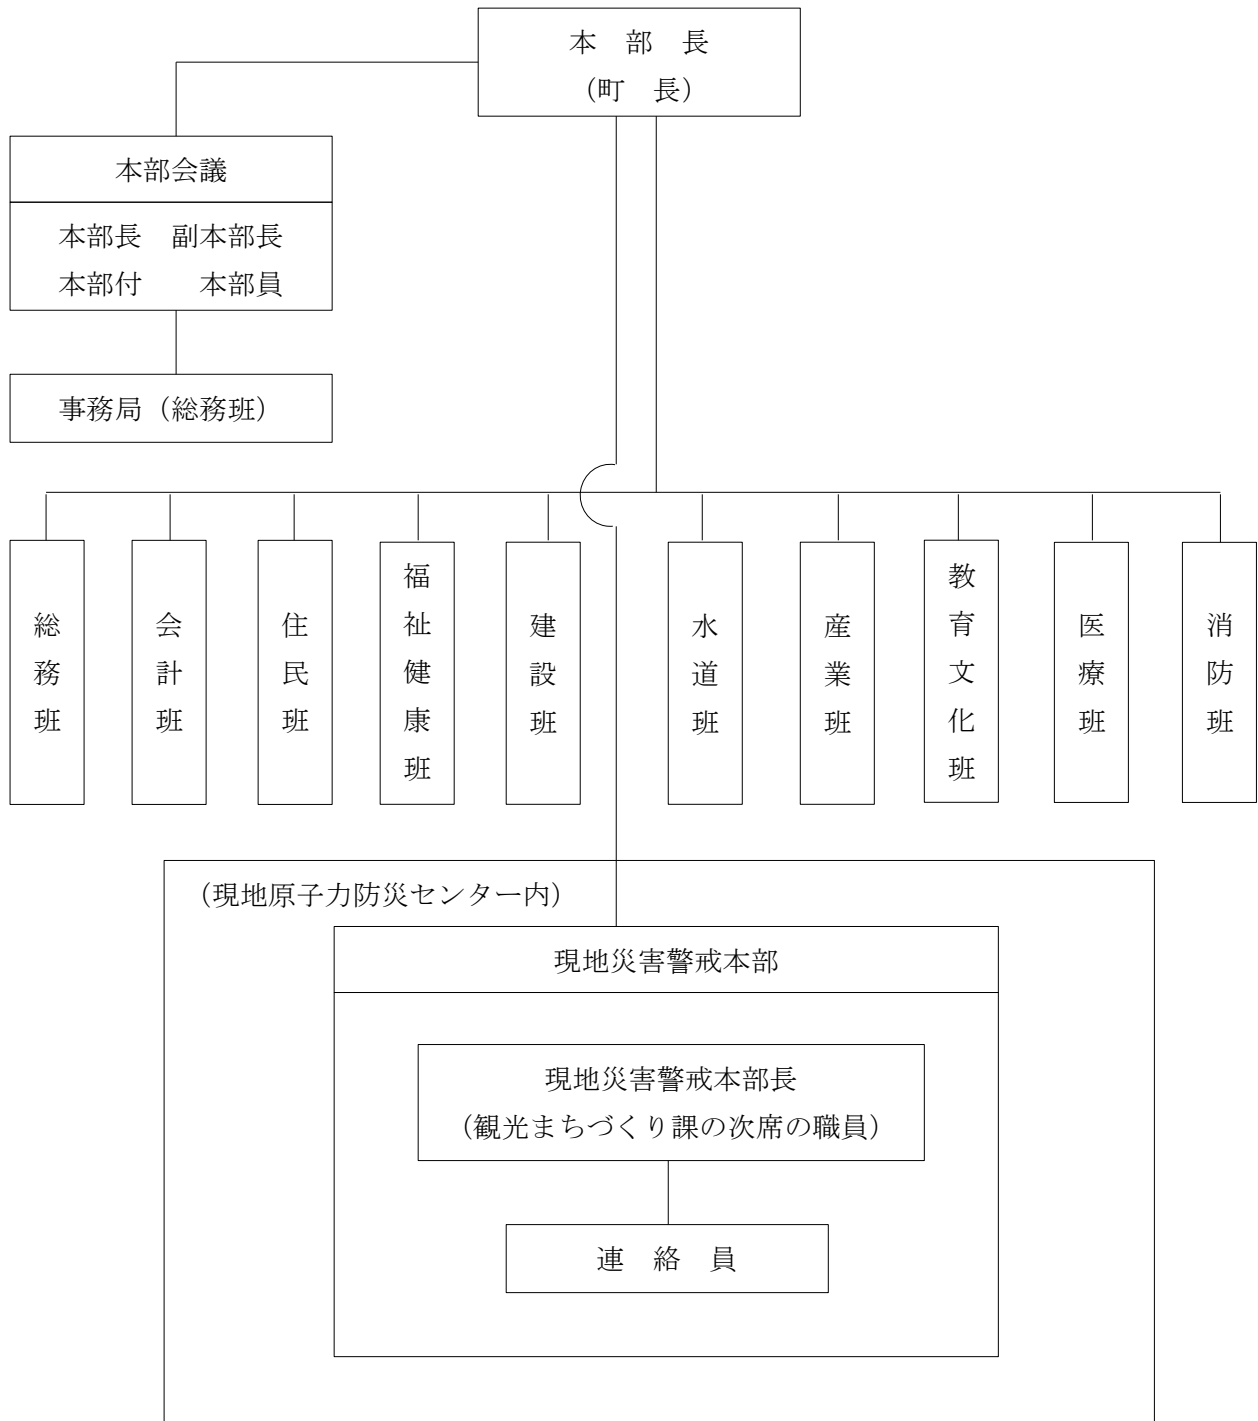 本　部　長
(町　長)
本部会議
本部長　副本部長
本部付　　本部員
事務局（総務班）
総務班
会計班
住民班
福祉健康班
建設班
水道班
産業班
教育文化班
医療班
消防班
（現地原子力防災センター内）
現地災害警戒本部
現地災害警戒本部長
（観光まちづくり課の次席の職員）
連　絡　員